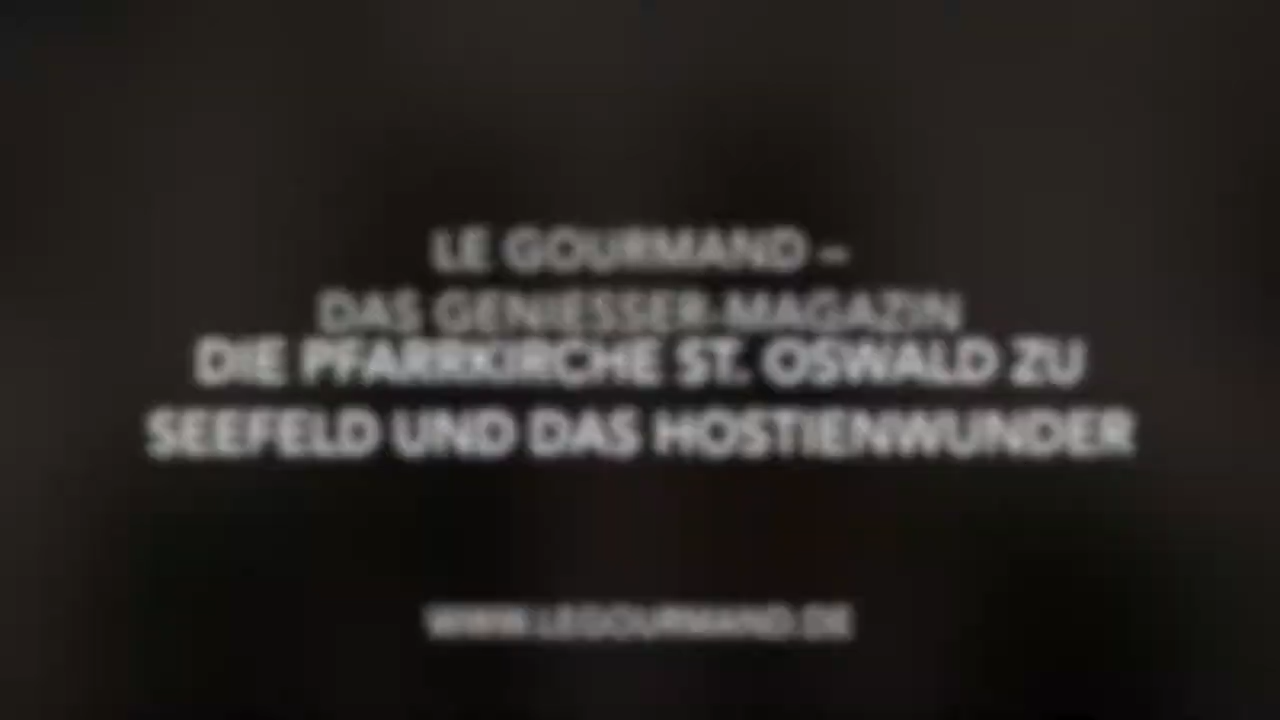 LE GOURMAND –
DAS GENIESSER-MAGAZIN
DIE PFARRKIRCHE ST. OSWALD ZU
SEEFELD UND DAS HOSTIENWUNDER
WWW.LEGOURMAND.DE